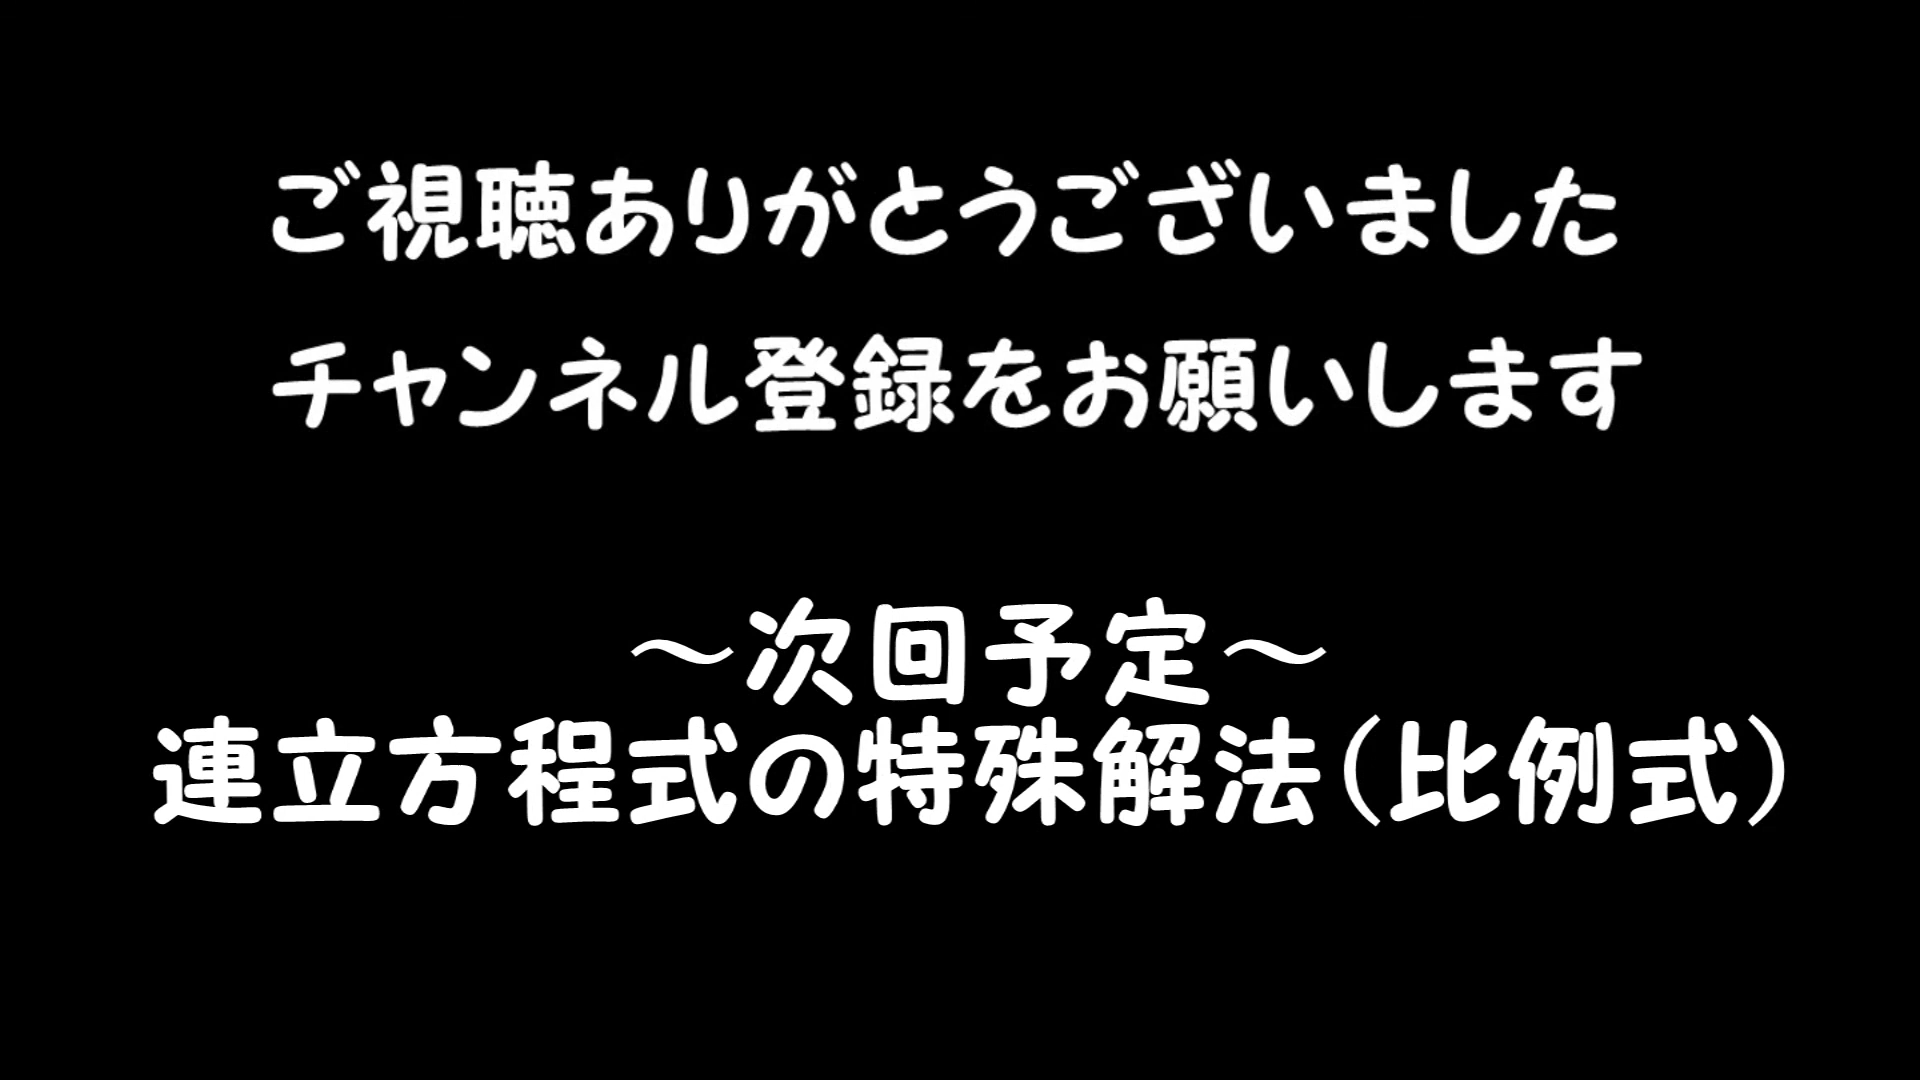 ご視聴ありがとうございました
チャンネル登録をお願いします
～次回予定～
連立方程式の特殊解法（比例式）